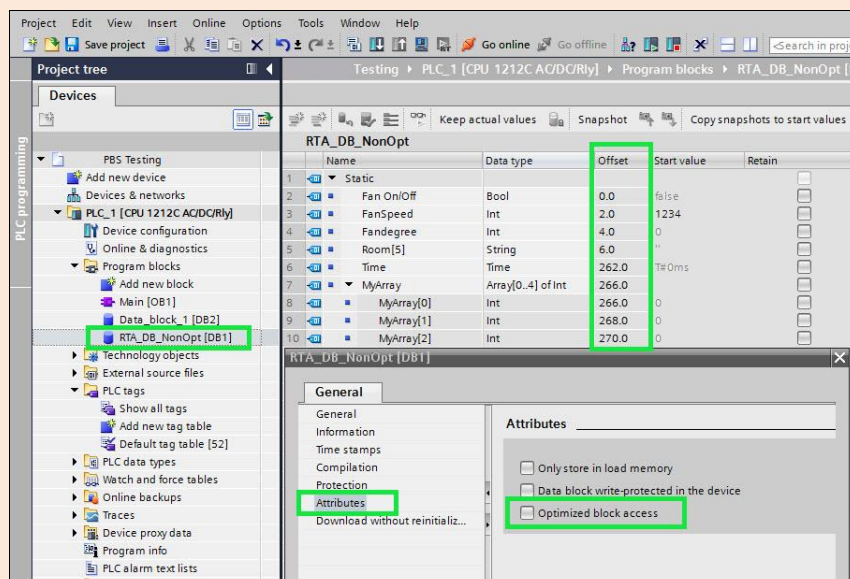 Project Edit View Insert Online Options Tools Window Help
Save project Go online Go offline <Search in proj
Project tree
Testing ▸ PLC_1 [CPU 1212C AC/DC/Rly] ▸ Program blocks ▸ RTA_DB_NonOpt [
Devices
Keep actual values Snapshot Copy snapshots to start values
PLC programming
RTA_DB_NonOpt
Name Data type Offset Start value Retain
1 Static
2 Fan On/Off Bool 0.0 false
3 FanSpeed Int 2.0 1234
4 Fandegree Int 4.0 0
5 Room[5] String 6.0 ''
6 Time Time 262.0 T#0ms
7 MyArray Array[0..4] of Int 266.0
8 MyArray[0] Int 266.0 0
9 MyArray[1] Int 268.0 0
10 MyArray[2] Int 270.0 0
PBS Testing
Add new device
Devices & networks
PLC_1 [CPU 1212C AC/DC/Rly]
Device configuration
Online & diagnostics
Program blocks
Add new block
Main [OB1]
Data_block_1 [DB2]
RTA_DB_NonOpt [DB1]
Technology objects
External source files
PLC tags
Show all tags
Add new tag table
Default tag table [52]
PLC data types
Watch and force tables
Online backups
Traces
Device proxy data
Program info
PLC alarm text lists
RTA_DB_NonOpt [DB1]
General
General
Information
Time stamps
Compilation
Protection
Attributes
Download without reinitializ...
Attributes
Only store in load memory
Data block write-protected in the device
Optimized block access